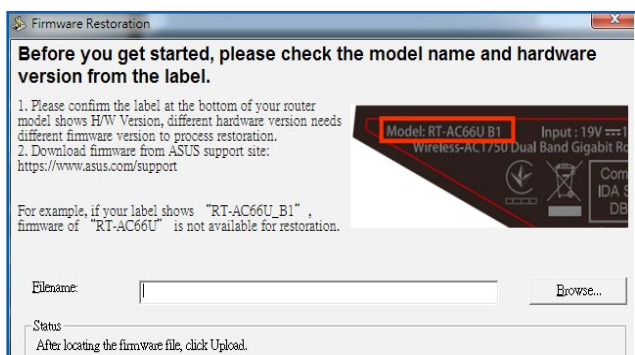 Firmware Restoration
Before you get started, please check the model name and hardware
version from the label.
1. Please confirm the label at the bottom of your router
model shows H/W Version, different hardware version needs
different firmware version to process restoration.
2. Download firmware from ASUS support site:
https://www.asus.com/support
For example, if your label shows “RT-AC66U_B1”,
firmware of “RT-AC66U” is not available for restoration.
Model: RT-AC66U B1 Input : 19V
Wireless-AC1750 Dual Band Gigabit
IDA
DB
Filename:
Browse...
Status
After locating the firmware file, click Upload.